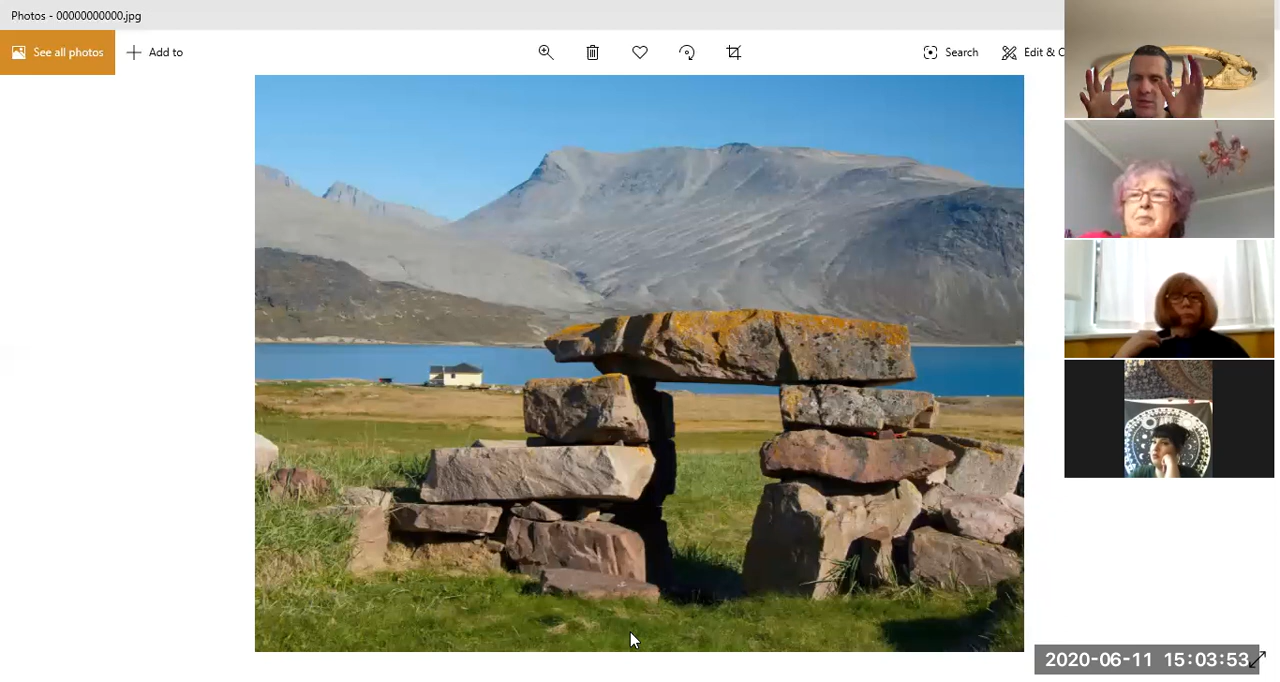 Photos - 00000000000.jpg
See all photos
Add to
Search
Edit & C
2020-06-11 15:03:53